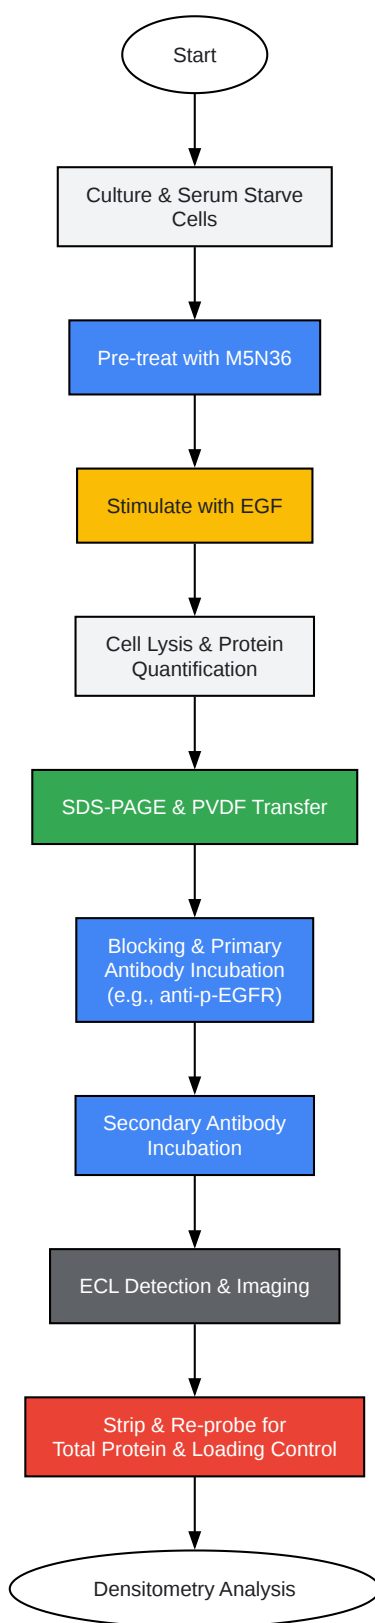 Start
Culture & Serum Starve
Cells
Pre-treat with M5N36
Stimulate with EGF
Cell Lysis & Protein
Quantification
SDS-PAGE & PVDF Transfer
Blocking & Primary
Antibody Incubation
(e.g., anti-p-EGFR)
Secondary Antibody
Incubation
ECL Detection & Imaging
Strip & Re-probe for
Total Protein & Loading Control
Densitometry Analysis